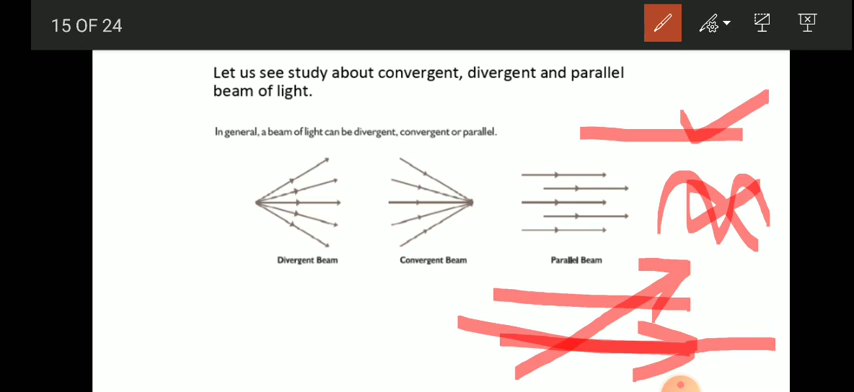 15 OF 24
Let us see study about convergent, divergent and parallel
beam of light.
In general, a beam of light can be divergent, convergent or parallel.
Divergent Beam
Convergent Beam
Parallel Beam